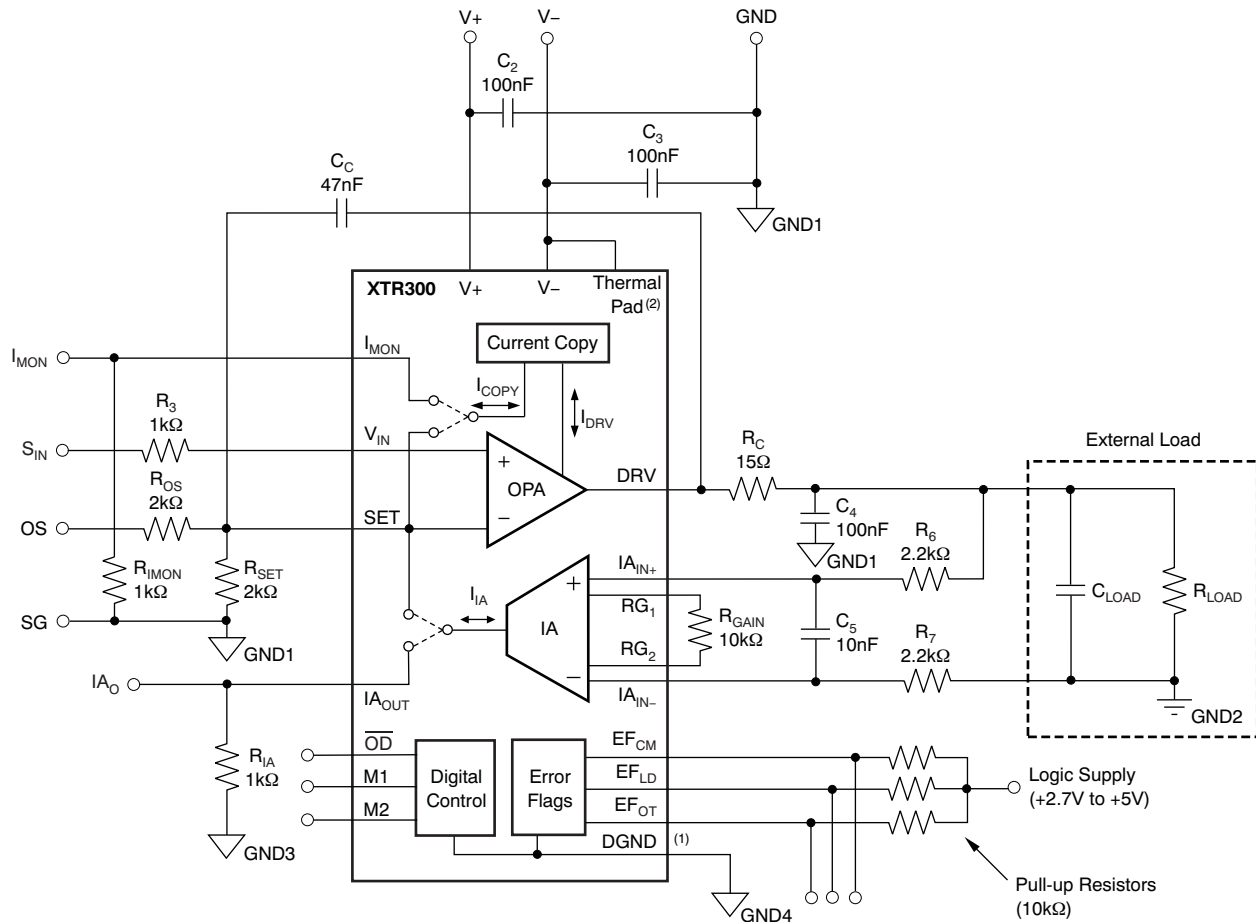 V+
V−
GND
C2
100nF
C3
100nF
CC
47nF
GND1
XTR300
V+
V−
Thermal
Pad (2)
IMON
IMON
Current Copy
ICOPY
IDRV
R3
1kΩ
SIN
VIN
ROS
2kΩ
OPA
+
−
DRV
RC
15Ω
External Load
OS
SET
C4
100nF
GND1
R6
2.2kΩ
RIMON
1kΩ
RSET
2kΩ
IAIN+
+
RG1
IIA
IA
RGAIN
10kΩ
C5
10nF
CLOAD
RLOAD
SG
GND1
RG2
R7
2.2kΩ
−
IAO
IAOUT
IAIN−
GND2
OD
M1
M2
RIA
1kΩ
Digital
Control
Error
Flags
EFCM
EFLD
EFOT
DGND
(1)
Logic Supply
(+2.7V to +5V)
GND3
GND4
Pull-up Resistors
(10kΩ)